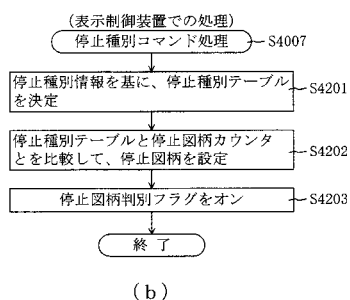 (表示制御装置での処理)
停止種別コマンド処理
S4007
停止種別情報を基に、停止種別テーブル
を決定
S4201
停止種別テーブルと停止図柄カウンタ
とを比較して、停止図柄を設定
S4202
停止図柄判別フラグをオン
S4203
終了
(b)